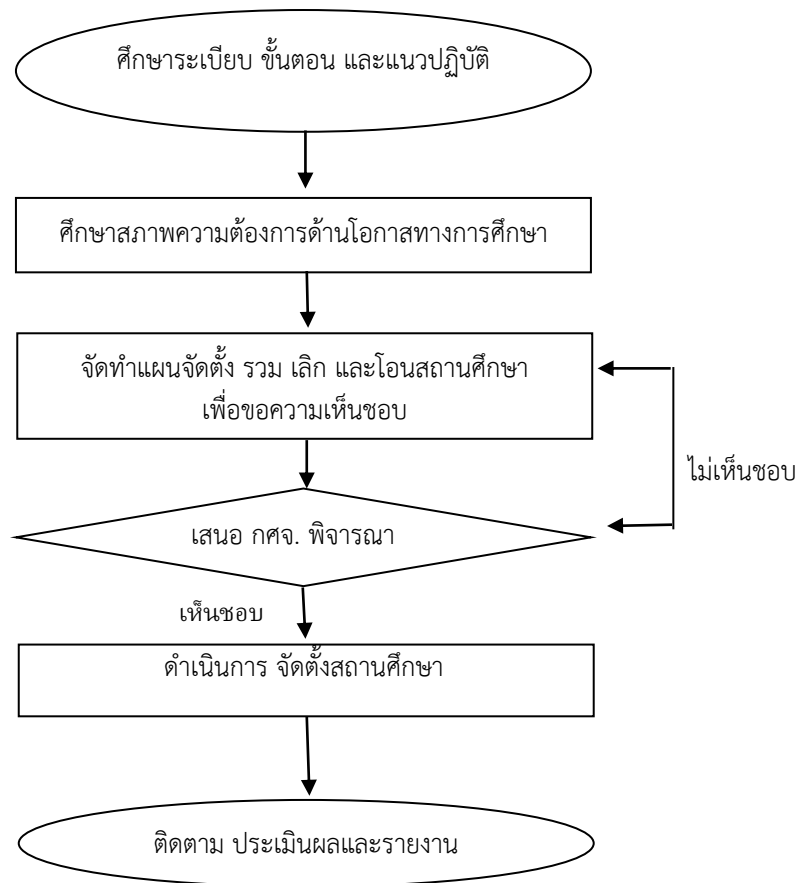 ศึกษาระเบียบ ขั้นตอน และแนวปฏิบัติ
ศึกษาสภาพความต้องการด้านโอกาสทางการศึกษา
จัดทำแผนจัดตั้ง รวม เลิก และโอนสถานศึกษา
เพื่อขอความเห็นชอบ
ไม่เห็นชอบ
เสนอ กศจ. พิจารณา
เห็นชอบ
ดำเนินการ จัดตั้งสถานศึกษา
ติดตาม ประเมินผลและรายงาน